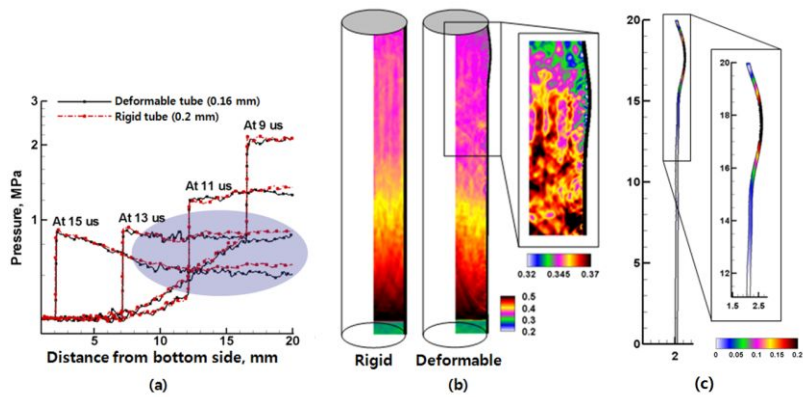 Deformable tube (0.16 mm)
Rigid tube (0.2 mm)
At 9 us
At 11 us
At 13 us
At 15 us
3
2
1
Pressure, MPa
5 10 15 20
Distance from bottom side, mm
(a)
0.32 0.345 0.37
0.5
0.4
0.3
0.2
Rigid Deformable
(b)
20
15
10
5
0
2
20
18
16
14
12
1.5 2.5
0 0.05 0.1 0.15 0.2
(c)